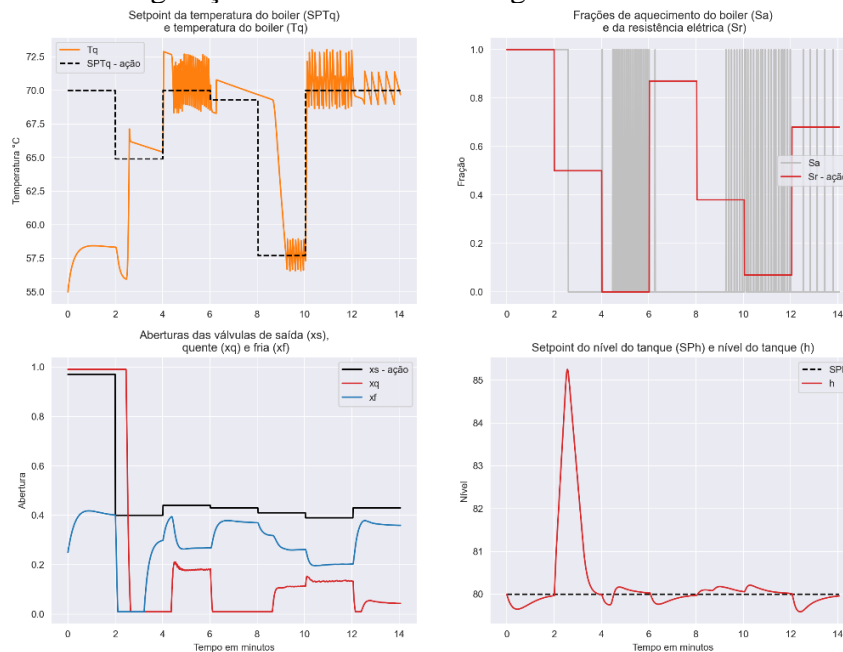 Setpoint da temperatura do boiler (SPTq)
e temperatura do boiler (Tq)
Tq
SPTq - ação
Temperatura °C
72.5
70.0
67.5
65.0
62.5
60.0
57.5
55.0
0 2 4 6 8 10 12 14
Frações de aquecimento do boiler (Sa)
e da resistência elétrica (Sr)
Sa
Sr - ação
Fração
1.0
0.8
0.6
0.4
0.2
0.0
0 2 4 6 8 10 12 14
Aberturas das válvulas de saída (xs),
quente (xq) e fria (xf)
xs - ação
xq
xf
Abertura
1.0
0.8
0.6
0.4
0.2
0.0
0 2 4 6 8 10 12 14
Tempo em minutos
Setpoint do nível do tanque (SPh) e nível do tanque (h)
SPh
h
Nível
85
84
83
82
81
80
0 2 4 6 8 10 12 14
Tempo em minutos